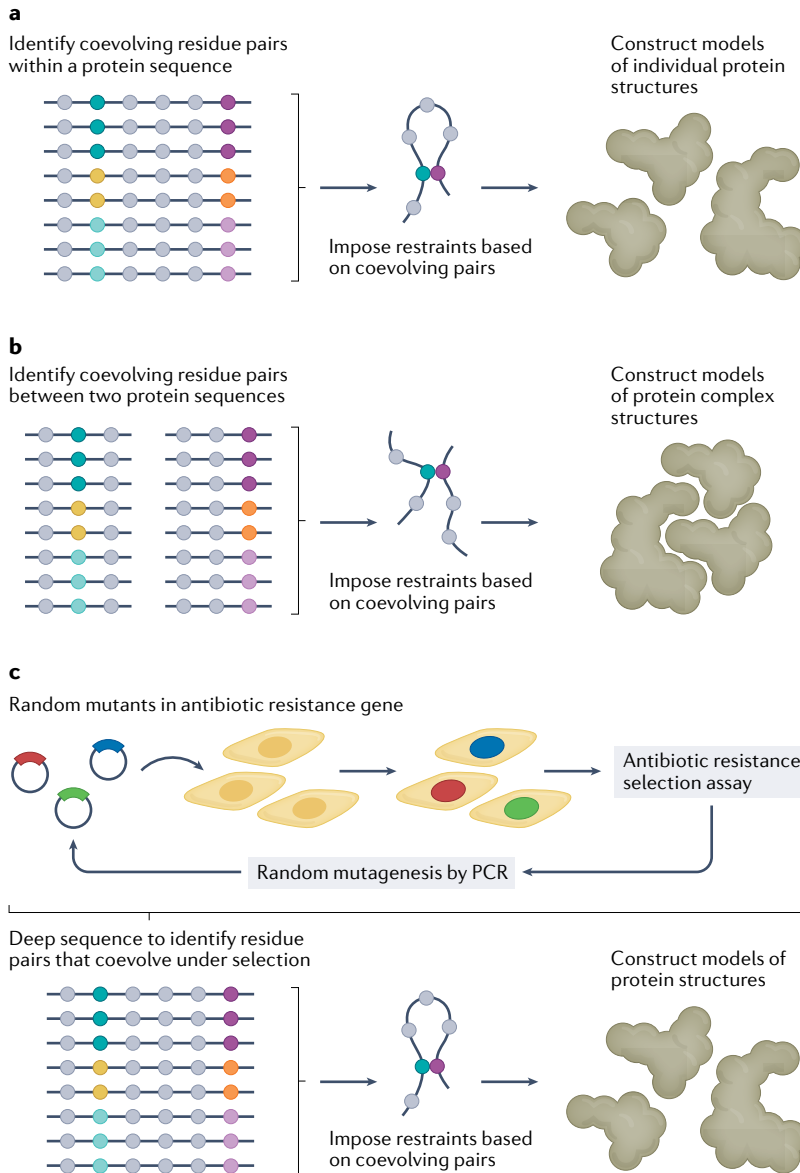 a
Identify coevolving residue pairs
within a protein sequence
Construct models
of individual protein
structures
Impose restraints based
on coevolving pairs
b
Identify coevolving residue pairs
between two protein sequences
Construct models
of protein complex
structures
Impose restraints based
on coevolving pairs
c
Random mutants in antibiotic resistance gene
Antibiotic resistance
selection assay
Random mutagenesis by PCR
Deep sequence to identify residue
pairs that coevolve under selection
Construct models of
protein structures
Impose restraints based
on coevolving pairs